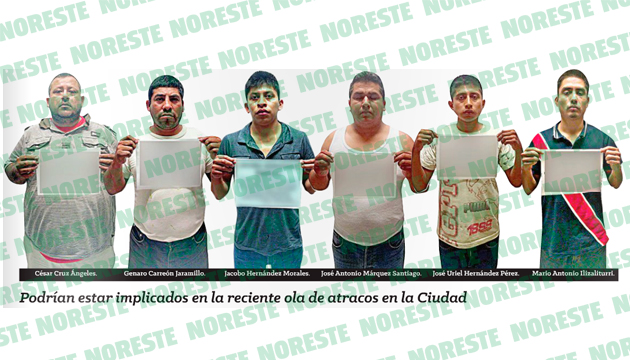 NORESTE
César Cruz Ángeles.
Genaro Carreón Jaramillo.
Jacobo Hernández Morales.
José Antonio Márquez Santiago.
José Uriel Hernández Pérez.
Mario Antonio Ilizaliturri.
Podrían estar implicados en la reciente ola de atracos en la Ciudad